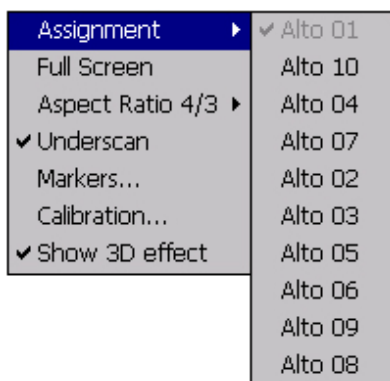 Assignment
Full Screen
Aspect Ratio 4/3
Underscan
Markers...
Calibration...
Show 3D effect
Alto 01
Alto 10
Alto 04
Alto 07
Alto 02
Alto 03
Alto 05
Alto 06
Alto 09
Alto 08